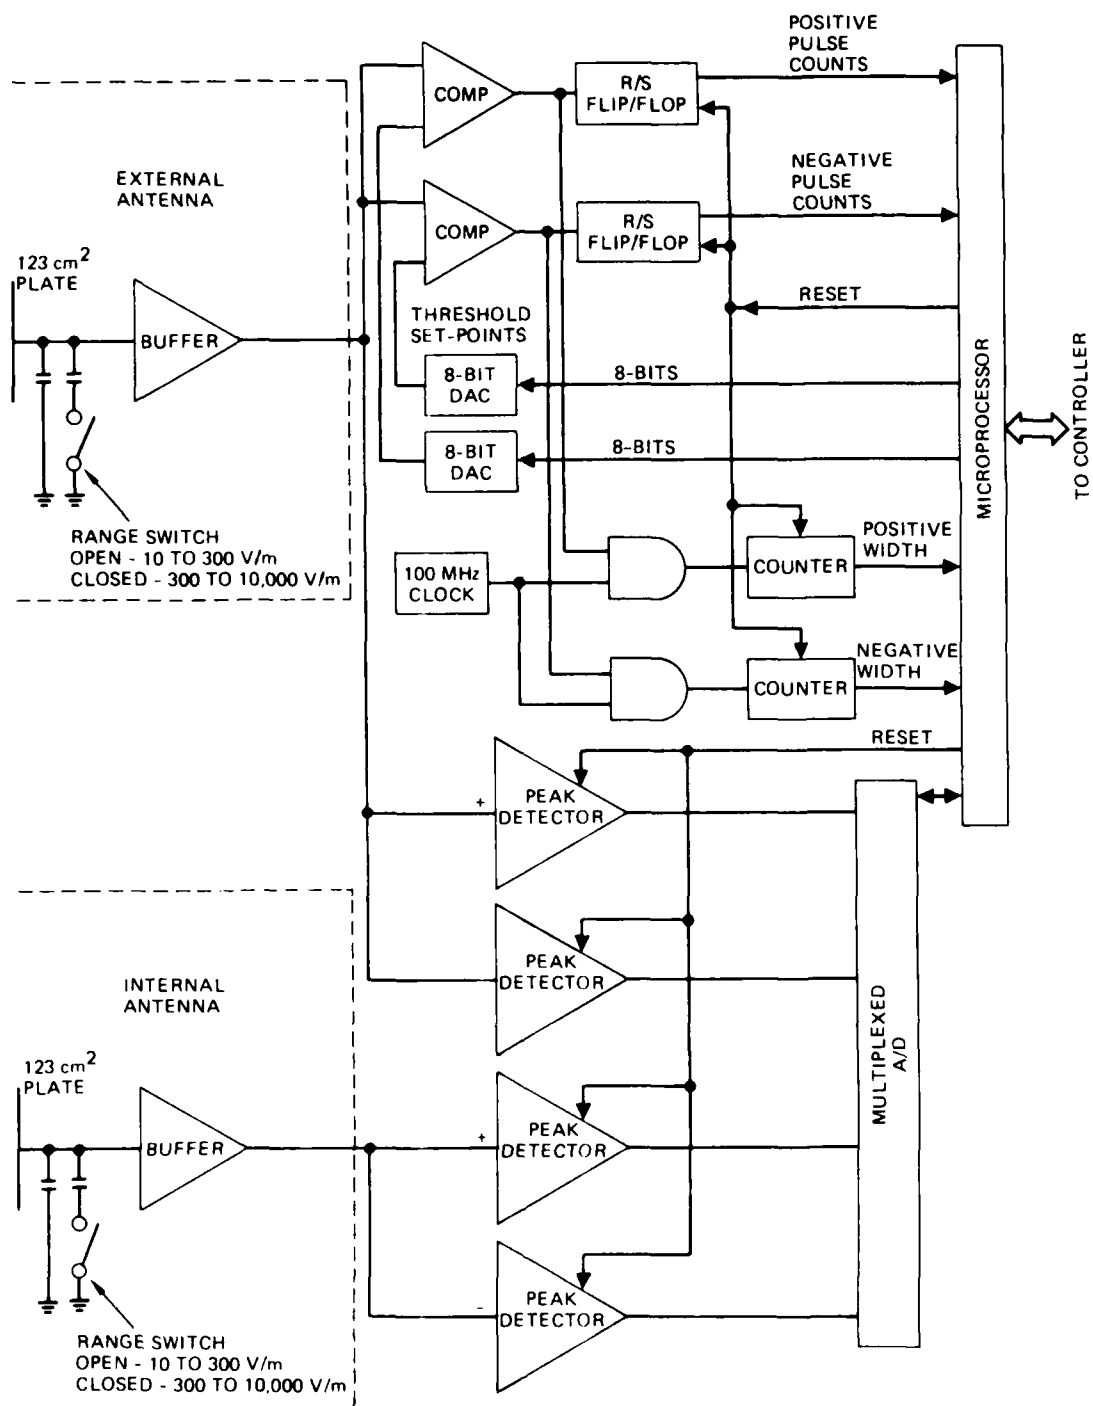 POSITIVE
PULSE
COUNTS
COMP
R/S
FLIP/FLOP
EXTERNAL
ANTENNA
NEGATIVE
PULSE
COUNTS
COMP
R/S
FLIP/FLOP
123 cm2
PLATE
BUFFER
THRESHOLD
SET-POINTS
RESET
8-BIT
DAC
8-BITS
8-BIT
DAC
8-BITS
MICROPROCESSOR
TO CONTROLLER
RANGE SWITCH
OPEN - 10 TO 300 V/m
CLOSED - 300 TO 10,000 V/m
100 MHz
CLOCK
COUNTER
POSITIVE
WIDTH
COUNTER
NEGATIVE
WIDTH
RESET
+
PEAK
DETECTOR
PEAK
DETECTOR
INTERNAL
ANTENNA
MULTIPLEXED
A/D
123 cm2
PLATE
BUFFER
+
PEAK
DETECTOR
-
PEAK
DETECTOR
RANGE SWITCH
OPEN - 10 TO 300 V/m
CLOSED - 300 TO 10,000 V/m